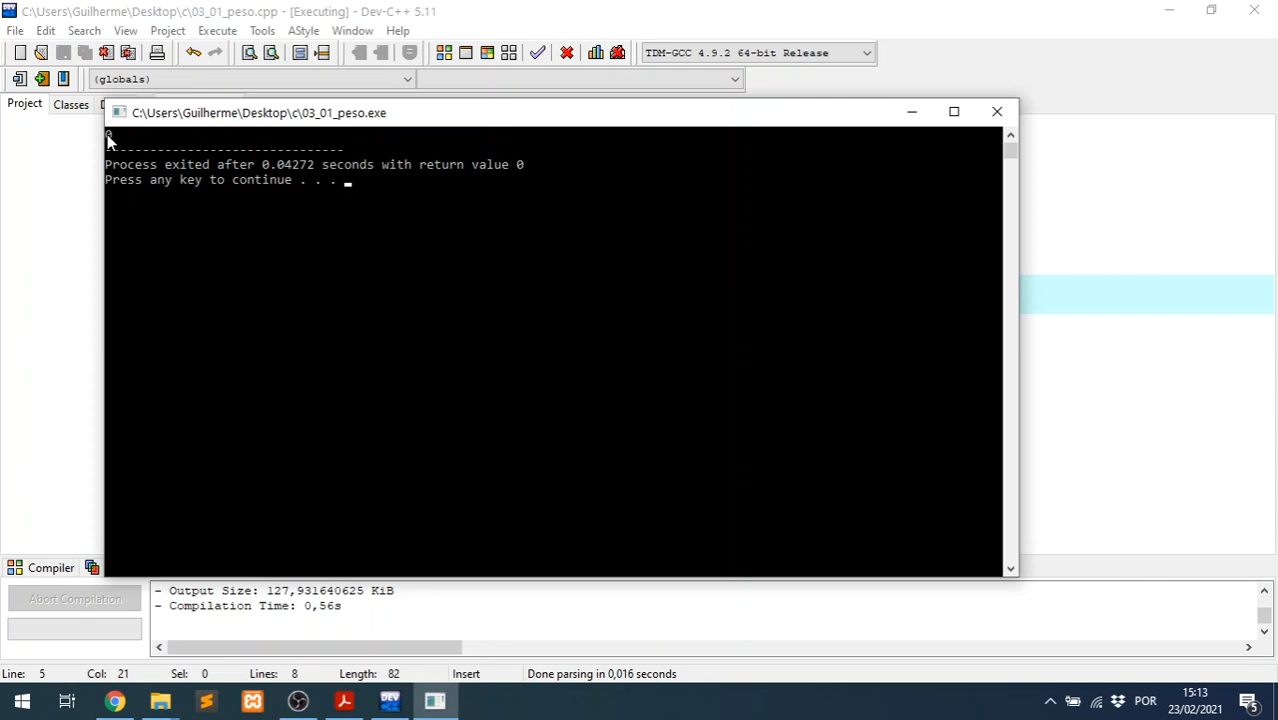 C:\Users\Guilherme\Desktop\c\03_01_peso.cpp - [Executing] - Dev-C++ 5.11
File Edit Search View Project Execute Tools AStyle Window Help
TDM-GCC 4.9.2 64-bit Release
(globals)
Project Classes
C:\Users\Guilherme\Desktop\c\03_01_peso.exe
--------------------------------
Process exited after 0.04272 seconds with return value 0
Press any key to continue . . .
Compiler
Abort Compilation
- Output Size: 127,931640625 KiB
- Compilation Time: 0,56s
Line: 5 Col: 21 Sel: 0 Lines: 8 Length: 82 Insert Done parsing in 0,016 seconds
DEV
POR
15:13
23/02/2021
5